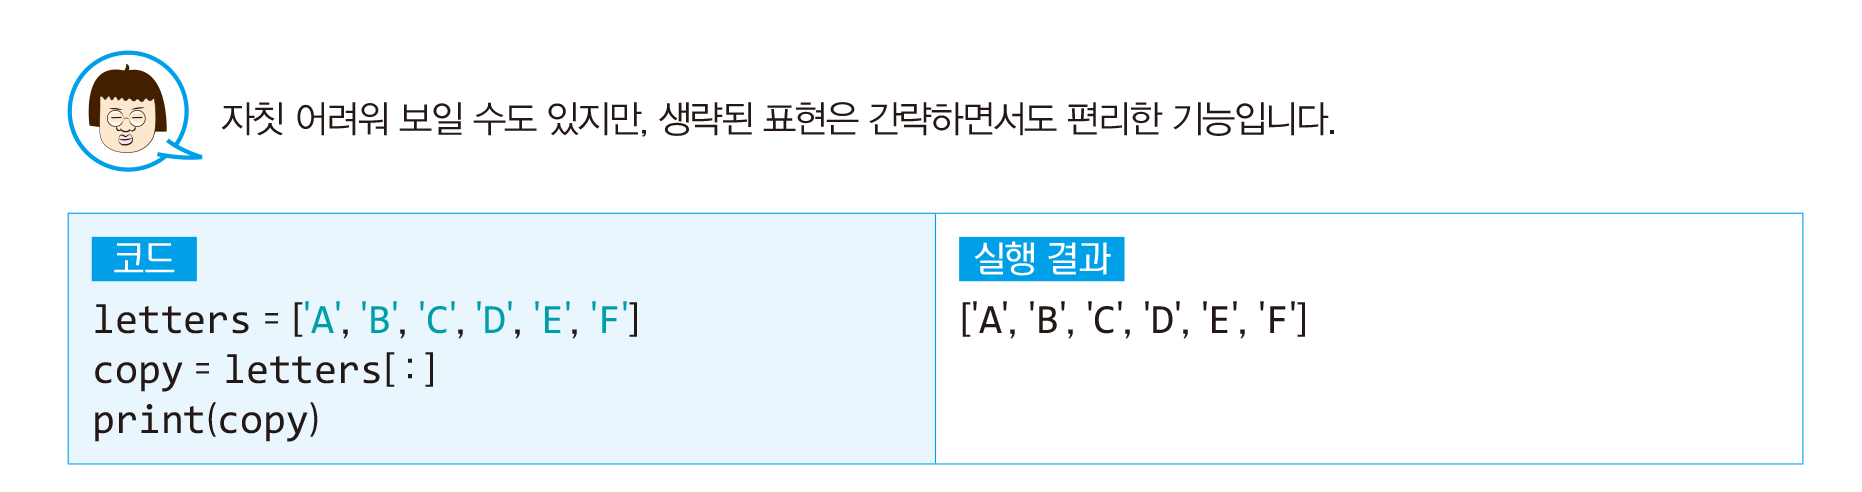 자칫 어려워 보일 수도 있지만, 생략된 표현은 간략하면서도 편리한 기능입니다.
코드
letters = ['A', 'B', 'C', 'D', 'E', 'F']
copy = letters[:]
print(copy)
실행 결과
['A', 'B', 'C', 'D', 'E', 'F']